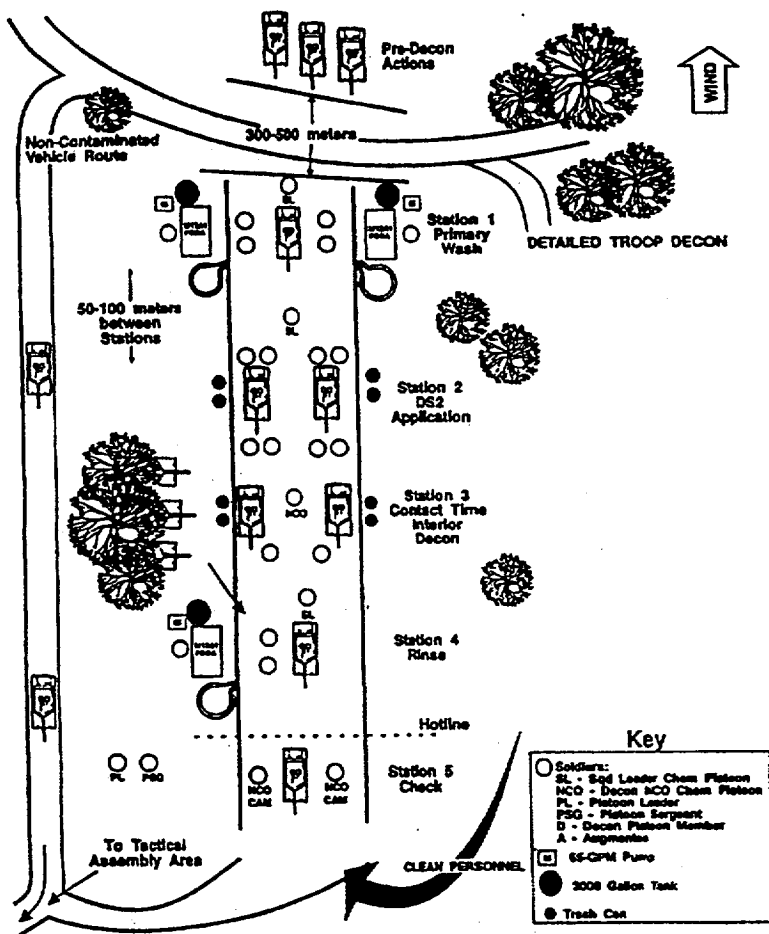 Pre-Decon
Actions
WIND
300-500 meters
Non-Contaminated
Vehicle Route
SL
Station 1
Primary
Wash
DETAILED TROOP DECON
50-100 meters
between
Stations
SL
Station 2
DS2
Application
Station 3
Contact Time
Interior
Decon
NCO
SL
Station 4
Rinse
Hotline
Station 5
Check
PL
PSG
NCO
CAM
NCO
CAM
To Tactical
Assembly Area
CLEAN PERSONNEL
Key
Soldiers:
SL - Sqd Leader Chem Platoon
NCO - Decon NCO Chem Platoon
PL - Platoon Leader
PSG - Platoon Sergeant
D - Decon Platoon Member
A - Augmentee
65-GPM Pump
3000 Gallon Tank
Trash Can